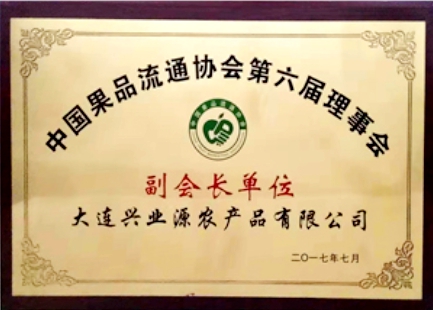 中国果品流通协会第六届理事会
副会长单位
大连兴业源农产品有限公司
二〇一七年七月